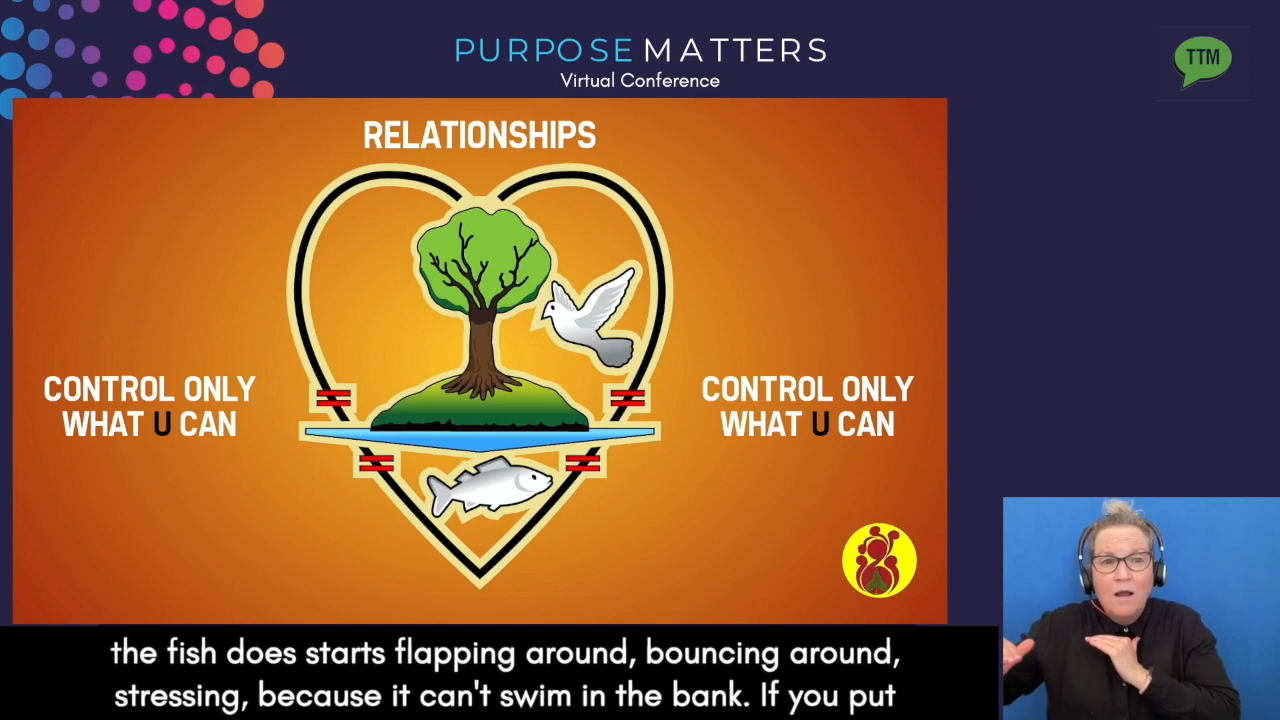 PURPOSE MATTERS
Virtual Conference
TTM
RELATIONSHIPS
CONTROL ONLY
WHAT U CAN
CONTROL ONLY
WHAT U CAN
the fish does starts flapping around, bouncing around,
stressing, because it can't swim in the bank. If you put